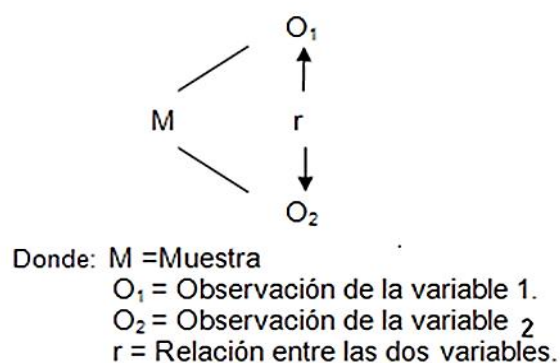 O₁
M r
O₂
Donde: M =Muestra
O₁ = Observación de la variable 1.
O₂ = Observación de la variable 2
r = Relación entre las dos variables.